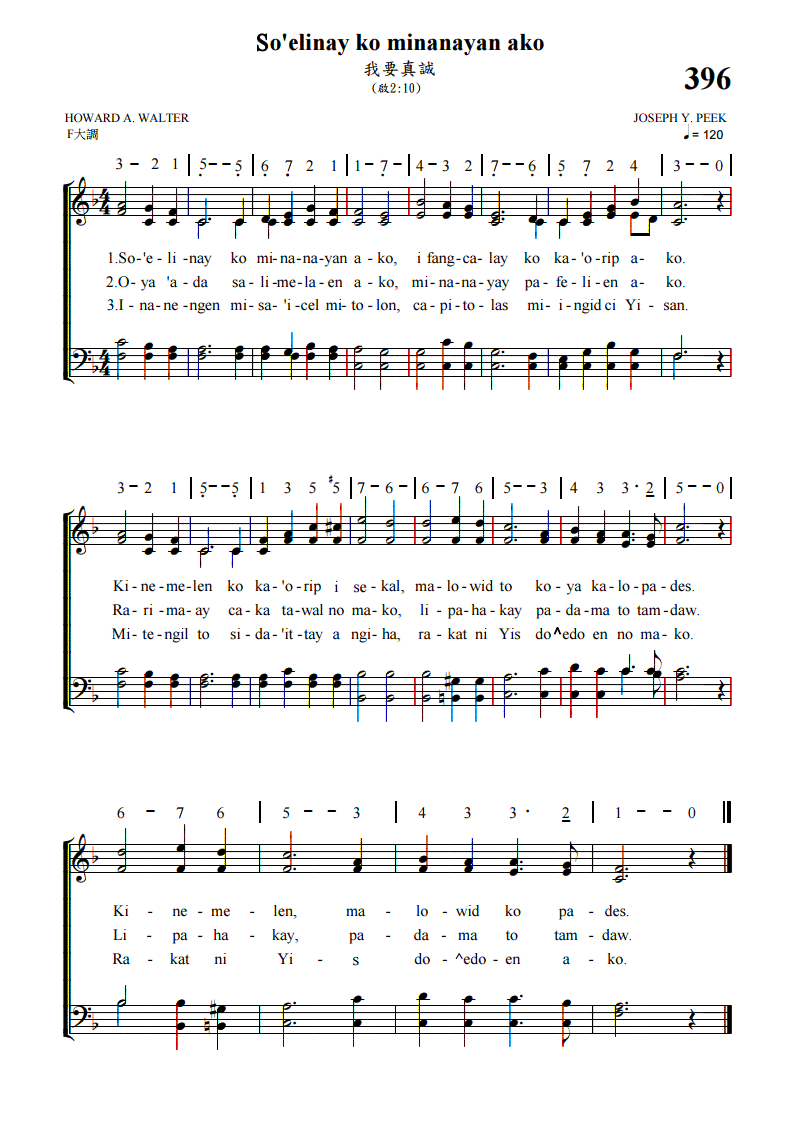 So'elinay ko minanayan ako
我要真誠
(啟2:10)
396
HOWARD A. WALTER
JOSEPH Y. PEEK
F大調
♩= 120
3 – 2 1 | 5̣ – – 5̣ | 6̣ 7̣ 2 1 | 1 – 7̣ – | 4 – 3 2 | 7̣ – – 6̣ | 5̣ 7̣ 2 4 | 3 – – 0 |
1.So-'e-li-nay ko mi-na-na-yan a-ko, i fang-ca-lay ko ka-'o-rip a-ko.
2.O-ya 'a-da sa-li-me-la-en a-ko, mi-na-na-yay pa-fe-li-en a-ko.
3.I-na-ne-ngen mi-sa-'i-cel mi-to-lon, ca-pi-to-las mi-i-ngid ci Yi-san.
3 – 2 1 | 5̣ – – 5̣ | 1 3 5 ♯5 | 7 – 6 – | 6 – 7 6 | 5 – – 3 | 4 3 3· 2̲ | 5 – – 0 |
Ki-ne-me-len ko ka-'o-rip i se-kal, ma-lo-wid to ko-ya ka-lo-pa-des.
Ra-ri-ma-ay ca-ka ta-wal no ma-ko, li-pa-ha-kay pa-da-ma to tam-daw.
Mi-te-ngil to si-da-'it-tay a ngi-ha, ra-kat ni Yis do^edo en no ma-ko.
6 – 7 6 | 5 – – 3 | 4 3 3· 2̲ | 1 – – 0 ‖
Ki-ne-me-len, ma-lo-wid ko pa-des.
Li-pa-ha-kay, pa-da-ma to tam-daw.
Ra-kat ni Yi-s do-^edo-en a-ko.